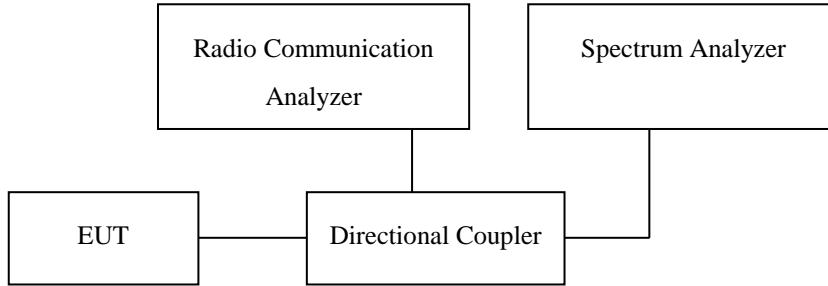 Radio Communication
Analyzer
Spectrum Analyzer
EUT
Directional Coupler